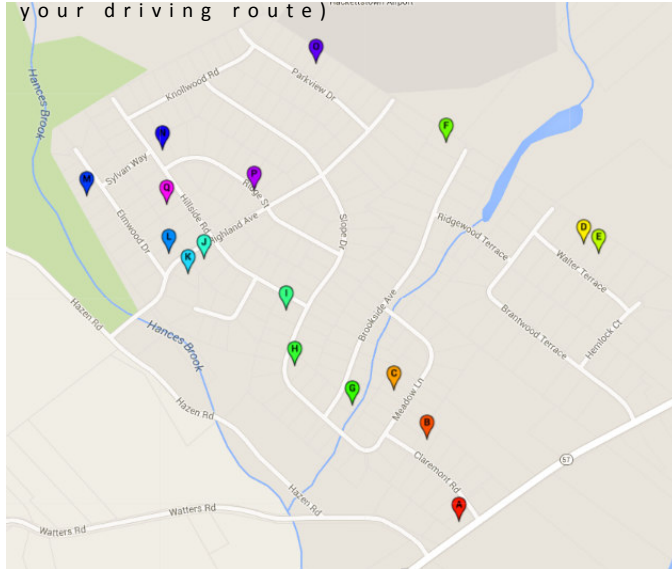 your driving route)
Hackettstown Airport
O
Parkview Dr
Knollwood Rd
Hances Brook
F
N
Sylvan Way
M
P
Q
Ridge St
Hillside Rd
Elmwood Dr
Highland Ave
Slope Dr
Ridgewood Terrace
D
E
Walter Terrace
L
J
K
I
Brookside Ave
Brantwood Terrace
Hemlock Ct
Hazen Rd
Hances Brook
H
G
C
Meadow Ln
B
Hazen Rd
Claremont Rd
57
Hazen Rd
A
Watters Rd
Watters Rd